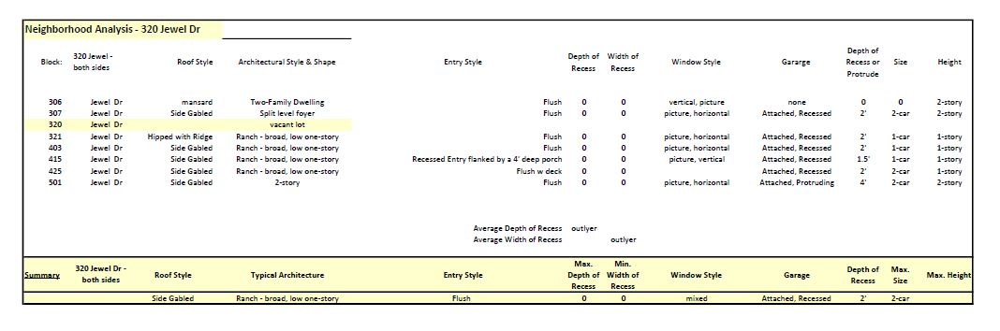 Neighborhood Analysis - 320 Jewel Dr
Block: 320 Jewel - both sides Roof Style Architectural Style & Shape Entry Style Depth of Recess Width of Recess Window Style Gararge Depth of Recess or Protrude Size Height
306 Jewel Dr mansard Two-Family Dwelling Flush 0 0 vertical, picture none 0 0 2-story
307 Jewel Dr Side Gabled Split level foyer Flush 0 0 picture, horizontal Attached, Recessed 2' 2-car 2-story
320 Jewel Dr vacant lot
321 Jewel Dr Hipped with Ridge Ranch - broad, low one-story Flush 0 0 picture, horizontal Attached, Recessed 2' 1-car 1-story
403 Jewel Dr Side Gabled Ranch - broad, low one-story Flush 0 0 picture, horizontal Attached, Recessed 2' 1-car 1-story
415 Jewel Dr Side Gabled Ranch - broad, low one-story Recessed Entry flanked by a 4' deep porch 0 0 picture, vertical Attached, Recessed 1.5' 1-car 1-story
425 Jewel Dr Side Gabled Ranch - broad, low one-story Flush w deck 0 0 Attached, Recessed 2' 2-car 1-story
501 Jewel Dr Side Gabled 2-story Flush 0 0 picture, horizontal Attached, Protruding 4' 2-car 2-story
Average Depth of Recess outlyer
Average Width of Recess outlyer
Summary 320 Jewel Dr - both sides Roof Style Typical Architecture Entry Style Max. Depth of Recess Min. Width of Recess Window Style Garage Depth of Recess Max. Size Max. Height
Side Gabled Ranch - broad, low one-story Flush 0 0 mixed Attached, Recessed 2' 2-car